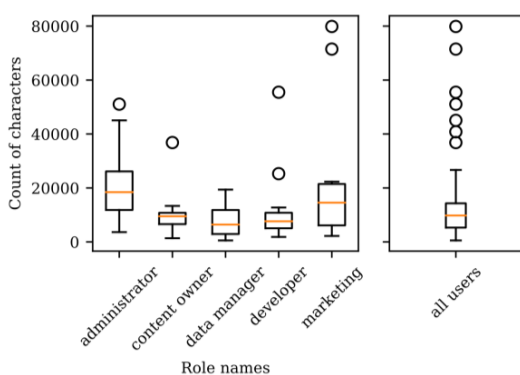 80000
60000
40000
20000
0
Count of characters
administrator
content owner
data manager
developer
marketing
all users
Role names